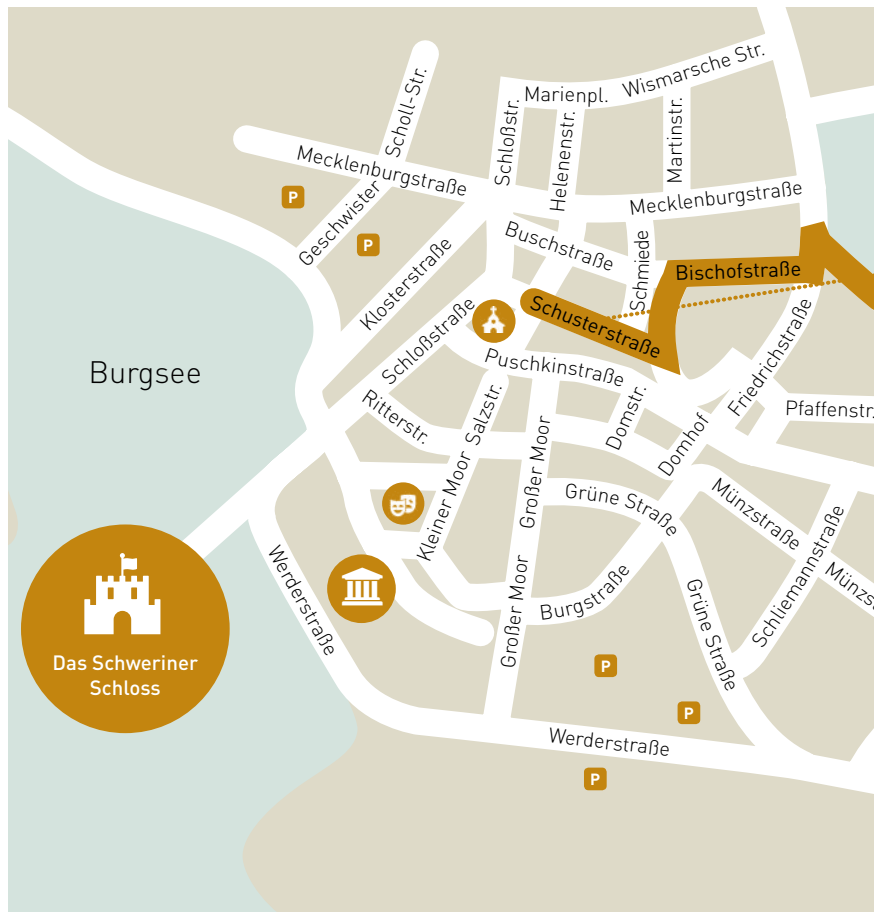 Wismarsche Str.
Marienpl.
Scholl-Str.
Geschwister
Schloßstr.
Helenenstr.
Martinstr.
Mecklenburgstraße
Mecklenburgstraße
P
P
Buschstraße
Schmiede
Bischofstraße
Klosterstraße
Schloßstraße
Schusterstraße
Puschkinstraße
Friedrichstraße
Burgsee
Ritterstr.
Salzstr.
Domstr.
Domhof
Pfaffenstr.
Kleiner Moor
Großer Moor
Grüne Straße
Münzstraße
Werderstraße
Großer Moor
Burgstraße
Grüne Straße
Schliemannstraße
Münzs
Das Schweriner
Schloss
P
P
Werderstraße
P